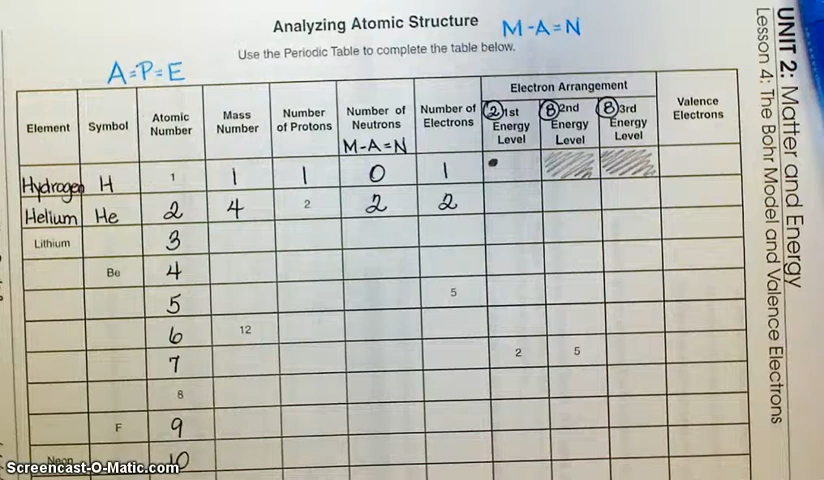 Analyzing Atomic Structure
M-A=N
Use the Periodic Table to complete the table below.
A=P=E
Element Symbol Atomic Number Mass Number Number of Protons Number of Neutrons M-A=N Number of Electrons Electron Arrangement 2 1st Energy Level 8 2nd Energy Level 8 3rd Energy Level Valence Electrons
Hydrogen H 1 1 1 0 1
Helium He 2 4 2 2 2
Lithium 3
Be 4
5 5
6 12
7 2 5
8
F 9
Neon 10
UNIT 2: Matter and Energy
Lesson 4: The Bohr Model and Valence Electrons
Screencast-O-Matic.com